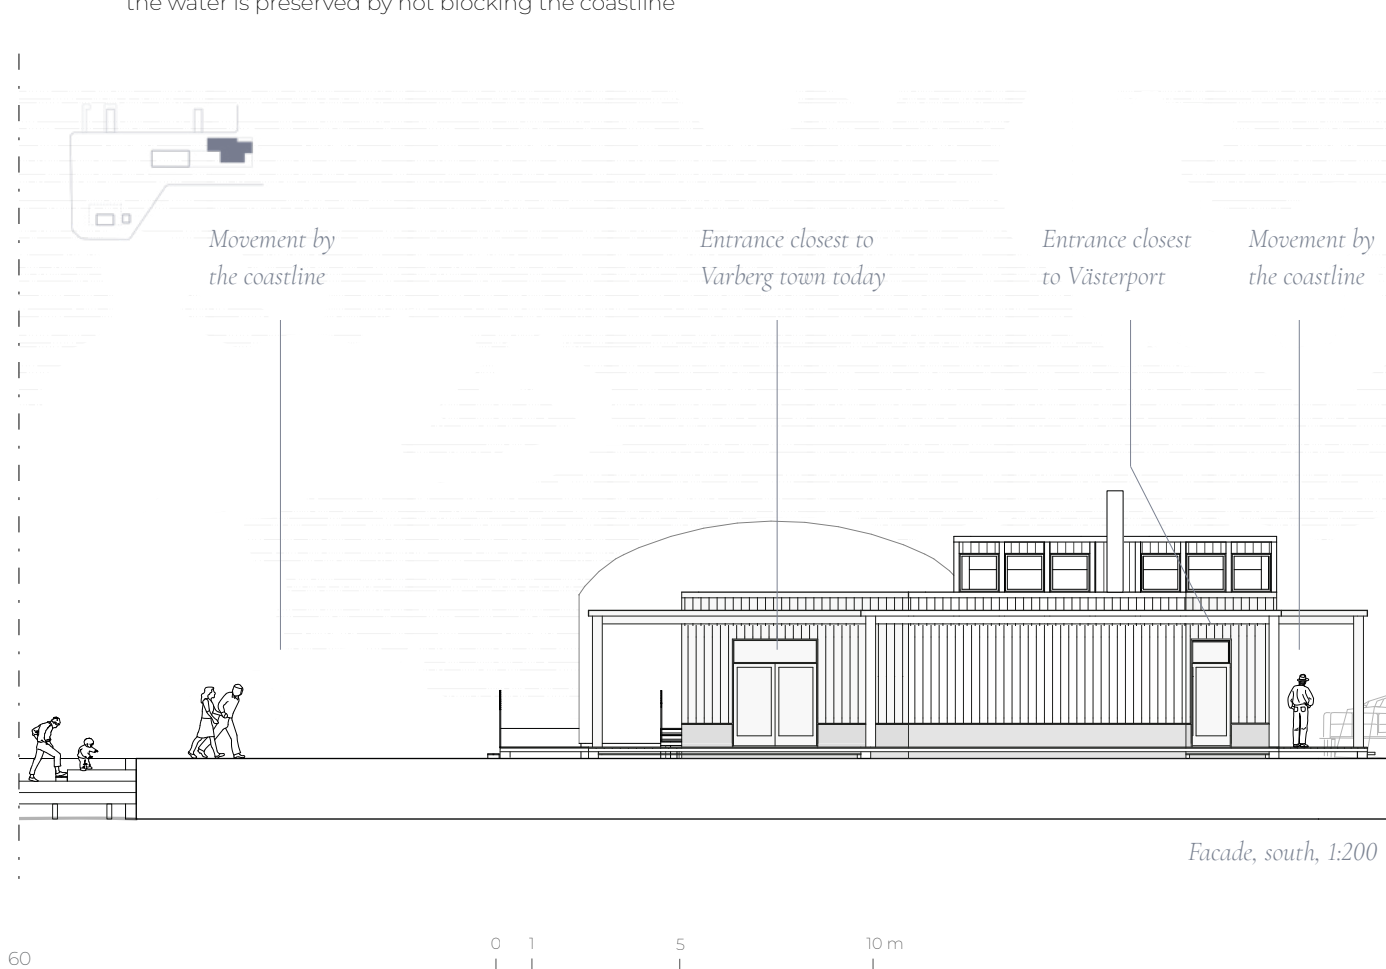 the water is preserved by not blocking the coastline
Movement by
the coastline
Entrance closest to
Varberg town today
Entrance closest
to Västerport
Movement by
the coastline
Facade, south, 1:200
0 1 5 10 m
60